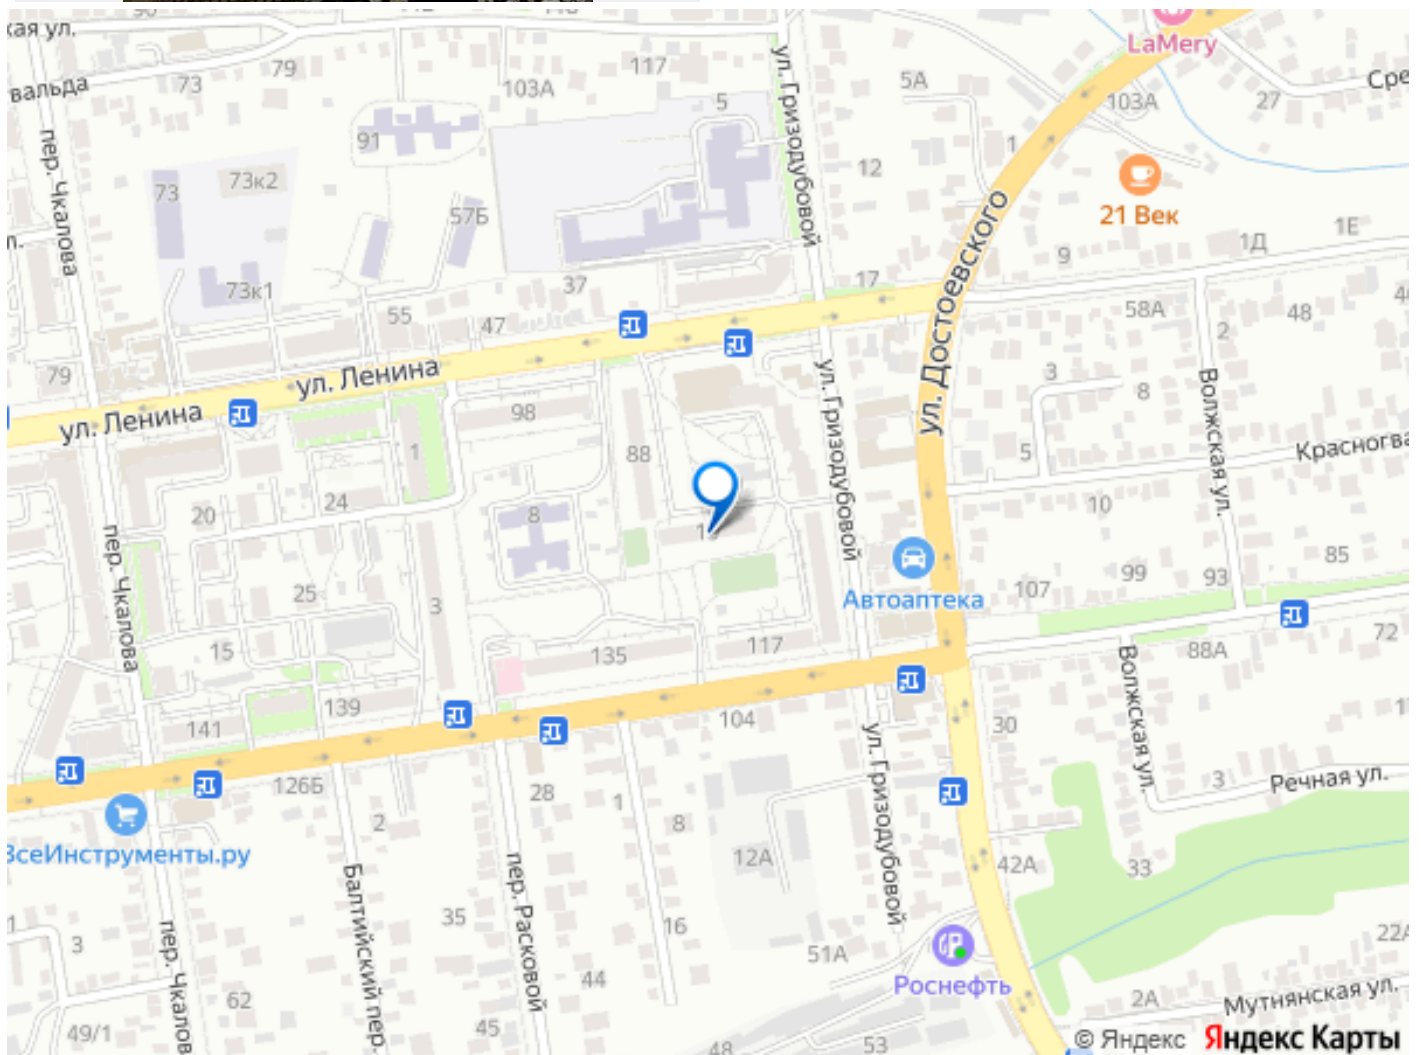 кая ул.
LaMery
вальда
73
79
103А
117
5
5А
103А
27
Сре
ул. Гризодубовой
пер. Чкалова
91
73
73к2
57Б
12
1
21 Век
ул. Достоевского
1Д
1Е
9
17
73к1
37
55
47
58А
48
2
79
ул. Ленина
ул. Ленина
98
1
88
ул. Гризодубовой
3
8
5
Волжская ул.
Красногва
20
24
8
10
пер. Чкалова
25
3
Автоаптека
107
99
93
85
15
135
117
88А
72
139
141
104
30
Волжская ул.
ул. Гризодубовой
126Б
2
28
1
8
12А
3
Речная ул.
ВсеИнструменты.ру
Балтийский пер.
пер. Расковой
42А
33
3
35
16
51А
22А
пер. Чкалов
62
44
Роснефть
2А
Мутнянская ул.
49/1
45
48
53
© Яндекс Яндекс Карты